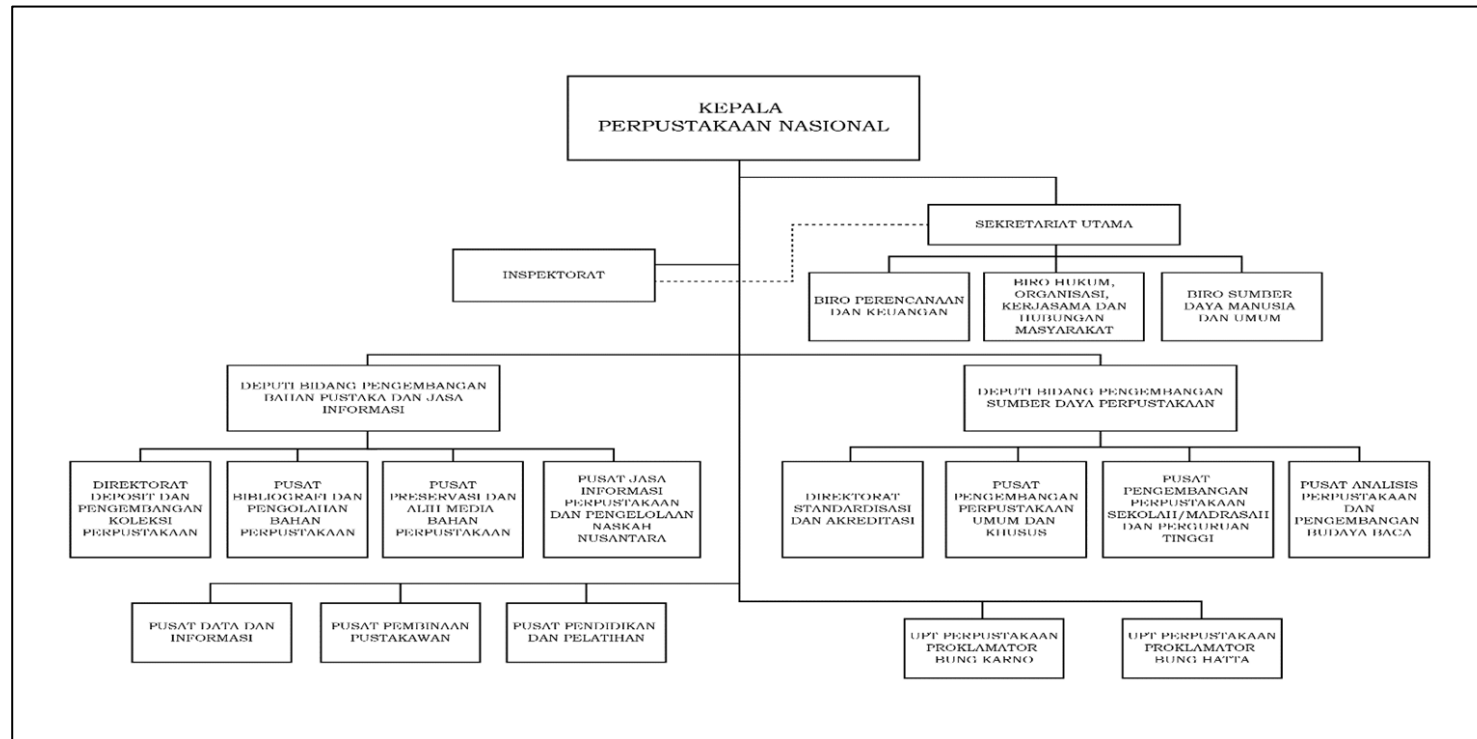 KEPALA
PERPUSTAKAAN NASIONAL
SEKRETARIAT UTAMA
INSPEKTORAT
BIRO PERENCANAAN
DAN KEUANGAN
BIRO HUKUM,
ORGANISASI,
KERJASAMA DAN
HUBUNGAN
MASYARAKAT
BIRO SUMBER
DAYA MANUSIA
DAN UMUM
DEPUTI BIDANG PENGEMBANGAN
BAHAN PUSTAKA DAN JASA
INFORMASI
DEPUTI BIDANG PENGEMBANGAN
SUMBER DAYA PERPUSTAKAAN
DIREKTORAT
DEPOSIT DAN
PENGEMBANGAN
KOLEKSI
PERPUSTAKAAN
PUSAT
BIBLIOGRAFI DAN
PENGOLAHAN
BAHAN
PERPUSTAKAAN
PUSAT
PRESERVASI DAN
ALIH MEDIA
BAHAN
PERPUSTAKAAN
PUSAT JASA
INFORMASI
PERPUSTAKAAN
DAN PENGELOLAAN
NASKAH
NUSANTARA
DIREKTORAT
STANDARDISASI
DAN AKREDITASI
PUSAT
PENGEMBANGAN
PERPUSTAKAAN
UMUM DAN
KHUSUS
PUSAT
PENGEMBANGAN
PERPUSTAKAAN
SEKOLAH/MADRASAH
DAN PERGURUAN
TINGGI
PUSAT ANALISIS
PERPUSTAKAAN
DAN
PENGEMBANGAN
BUDAYA BACA
PUSAT DATA DAN
INFORMASI
PUSAT PEMBINAAN
PUSTAKAWAN
PUSAT PENDIDIKAN
DAN PELATIHAN
UPT PERPUSTAKAAN
PROKLAMATOR
BUNG KARNO
UPT PERPUSTAKAAN
PROKLAMATOR
BUNG HATTA